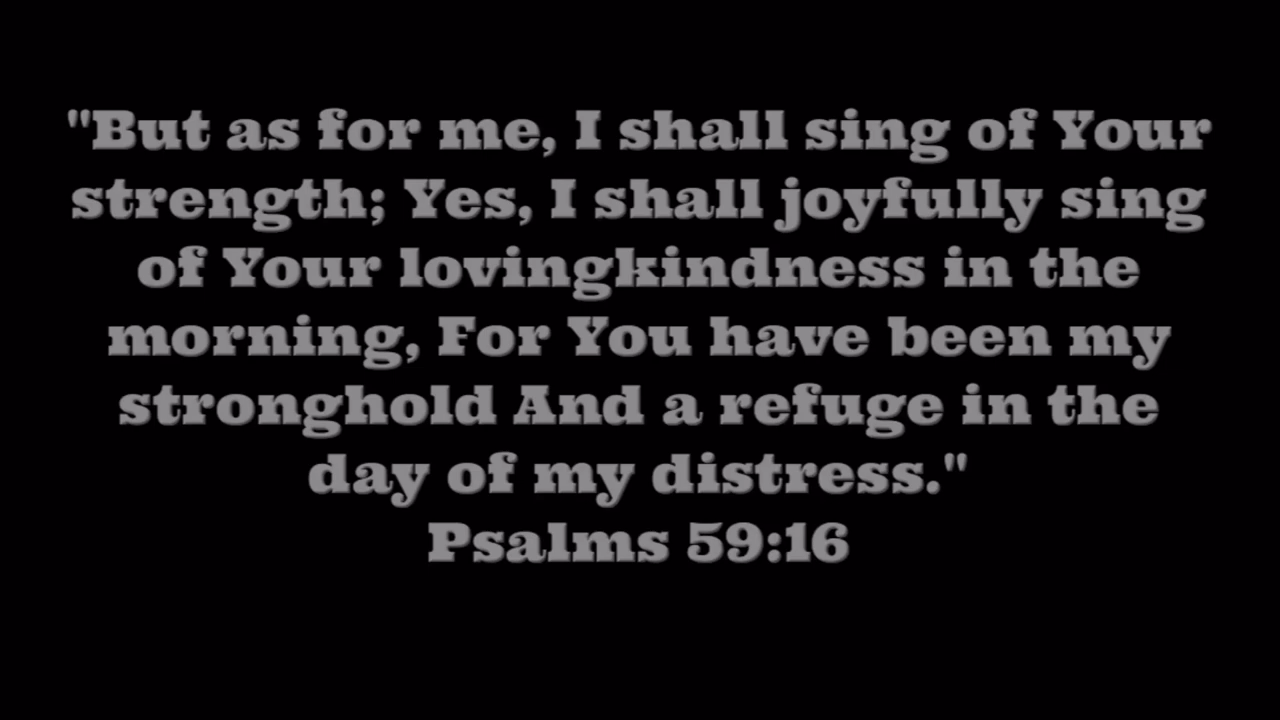 "But as for me, I shall sing of Your
strength; Yes, I shall joyfully sing
of Your lovingkindness in the
morning, For You have been my
stronghold And a refuge in the
day of my distress."
Psalms 59:16